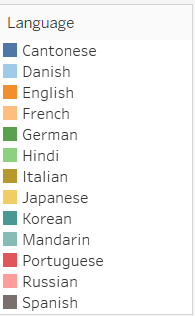 Language
Cantonese
Danish
English
French
German
Hindi
Italian
Japanese
Korean
Mandarin
Portuguese
Russian
Spanish